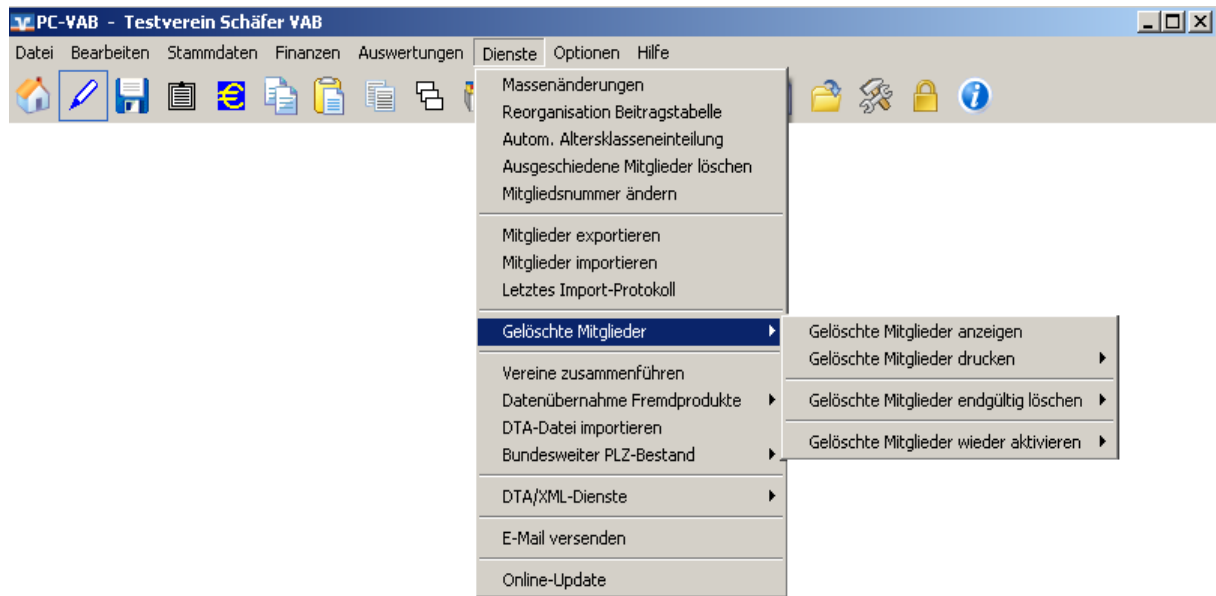 PC-VAB - Testverein Schäfer VAB
Datei Bearbeiten Stammdaten Finanzen Auswertungen Dienste Optionen Hilfe
Massenänderungen
Reorganisation Beitragstabelle
Autom. Altersklasseneinteilung
Ausgeschiedene Mitglieder löschen
Mitgliedsnummer ändern
Mitglieder exportieren
Mitglieder importieren
Letztes Import-Protokoll
Gelöschte Mitglieder
Gelöschte Mitglieder anzeigen
Gelöschte Mitglieder drucken
Gelöschte Mitglieder endgültig löschen
Gelöschte Mitglieder wieder aktivieren
Vereine zusammenführen
Datenübernahme Fremdprodukte
DTA-Datei importieren
Bundesweiter PLZ-Bestand
DTA/XML-Dienste
E-Mail versenden
Online-Update